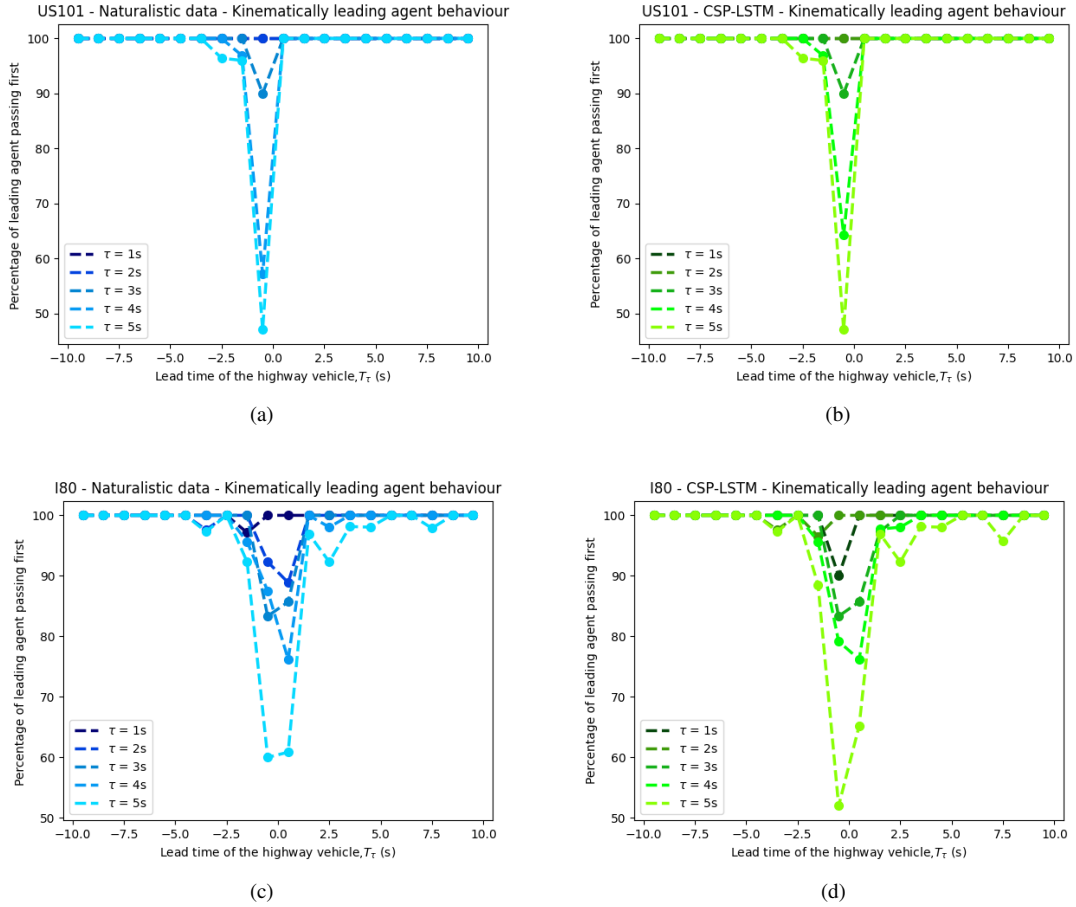 US101 - Naturalistic data - Kinematically leading agent behaviour
Percentage of leading agent passing first
100
90
80
70
60
50
τ = 1s
τ = 2s
τ = 3s
τ = 4s
τ = 5s
−10.0 −7.5 −5.0 −2.5 0.0 2.5 5.0 7.5 10.0
Lead time of the highway vehicle,Tτ (s)
(a)
US101 - CSP-LSTM - Kinematically leading agent behaviour
Percentage of leading agent passing first
100
90
80
70
60
50
τ = 1s
τ = 2s
τ = 3s
τ = 4s
τ = 5s
−10.0 −7.5 −5.0 −2.5 0.0 2.5 5.0 7.5 10.0
Lead time of the highway vehicle,Tτ (s)
(b)
I80 - Naturalistic data - Kinematically leading agent behaviour
Percentage of leading agent passing first
100
90
80
70
60
50
τ = 1s
τ = 2s
τ = 3s
τ = 4s
τ = 5s
−10.0 −7.5 −5.0 −2.5 0.0 2.5 5.0 7.5 10.0
Lead time of the highway vehicle,Tτ (s)
(c)
I80 - CSP-LSTM - Kinematically leading agent behaviour
Percentage of leading agent passing first
100
90
80
70
60
50
τ = 1s
τ = 2s
τ = 3s
τ = 4s
τ = 5s
−10.0 −7.5 −5.0 −2.5 0.0 2.5 5.0 7.5 10.0
Lead time of the highway vehicle,Tτ (s)
(d)